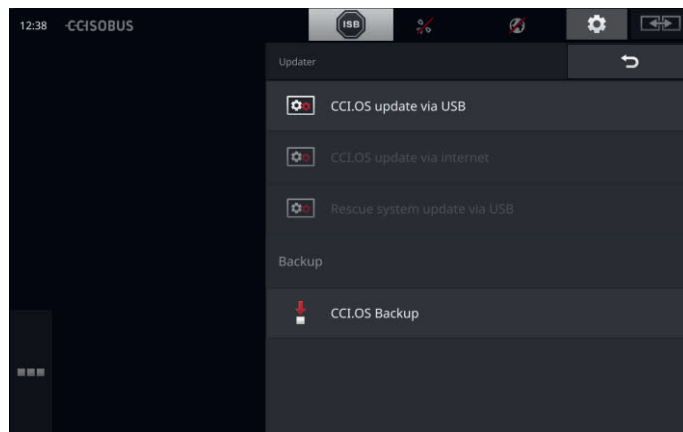 12:38
CCISOBUS
ISB
Updater
CCI.OS update via USB
CCI.OS update via internet
Rescue system update via USB
Backup
CCI.OS Backup